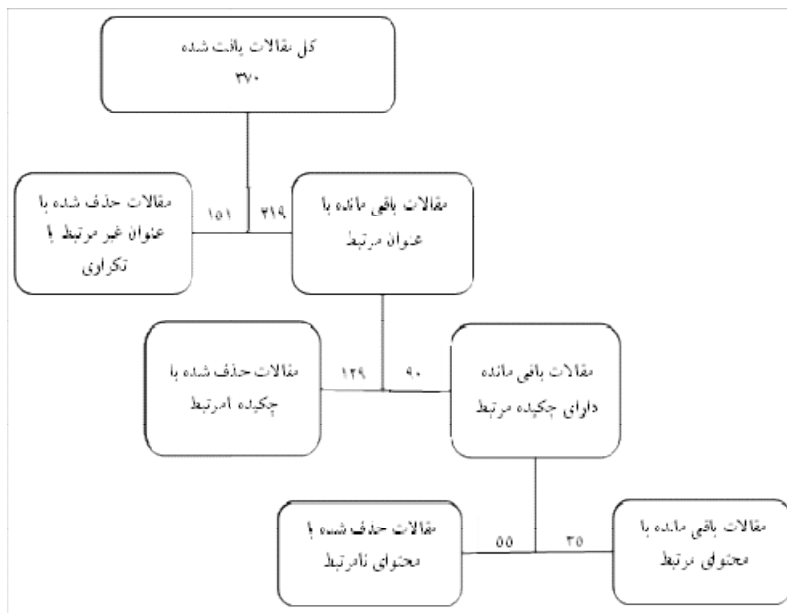 کل مقالات یافت شده
۳۷۰
مقالات باقی مانده با
عنوان مرتبط
۲۱۹
۱۵۱
مقالات حذف شده با
عنوان غیر مرتبط یا
تکراری
مقالات باقی مانده
دارای چکیده مرتبط
۹۰
۱۲۹
مقالات حذف شده با
چکیده نامرتبط
مقالات باقی مانده با
محتوای مرتبط
۳۵
۵۵
مقالات حذف شده با
محتوای نامرتبط